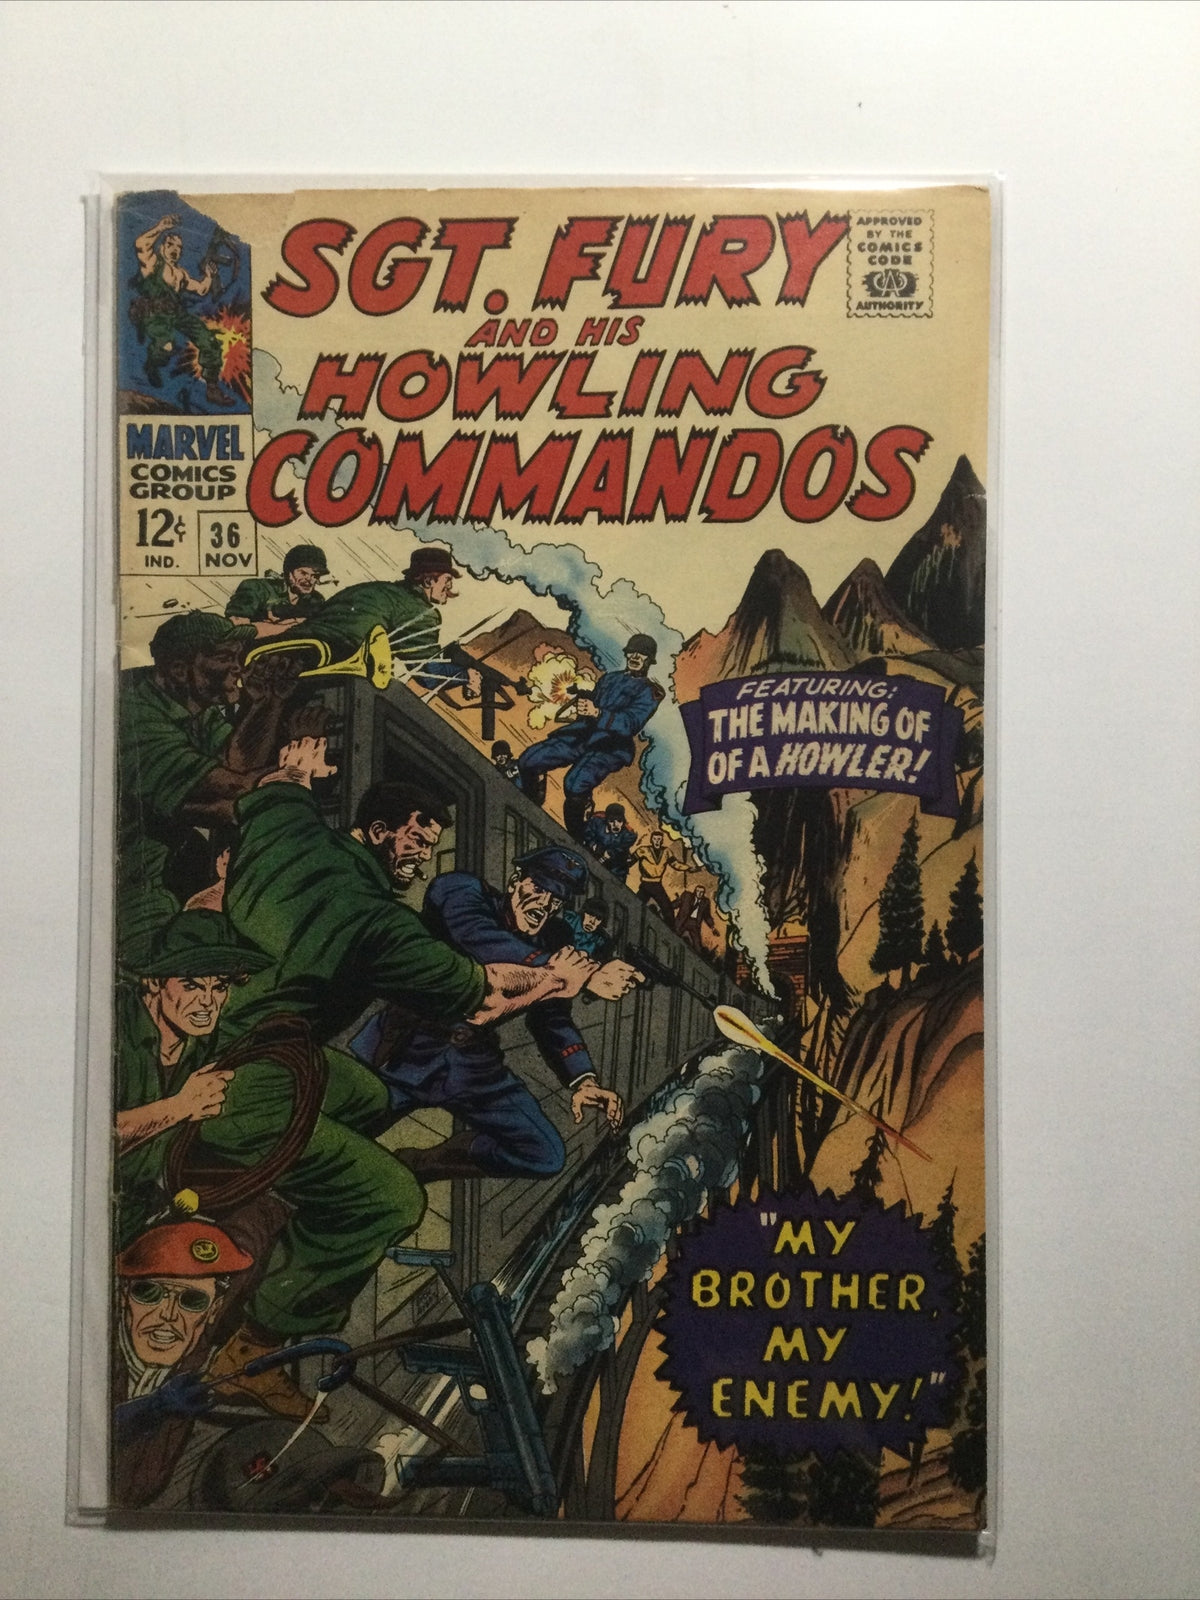 SGT. FURY
AND HIS
HOWLING
COMMANDOS
APPROVED
BY THE
COMICS
CODE
AUTHORITY
MARVEL
COMICS
GROUP
12¢
IND.
36
NOV
FEATURING:
THE MAKING OF
OF A HOWLER!
"MY
BROTHER,
MY
ENEMY!"